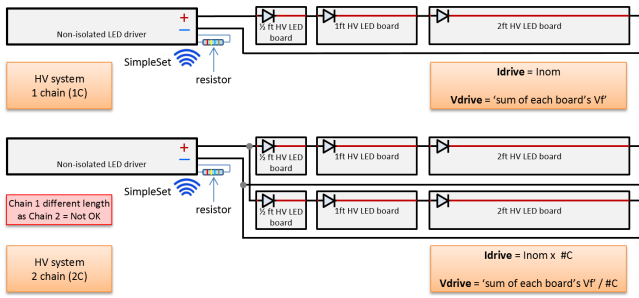 +
−
Non-isolated LED driver
SimpleSet
resistor
½ ft HV LED
board
1ft HV LED board
2ft HV LED board
HV system
1 chain (1C)
Idrive = Inom
Vdrive = ‘sum of each board’s Vf’
+
−
Non-isolated LED driver
SimpleSet
resistor
½ ft HV LED
board
1ft HV LED board
2ft HV LED board
½ ft HV LED
board
1ft HV LED board
2ft HV LED board
Chain 1 different length
as Chain 2 = Not OK
HV system
2 chain (2C)
Idrive = Inom x #C
Vdrive = ‘sum of each board’s Vf’ / #C